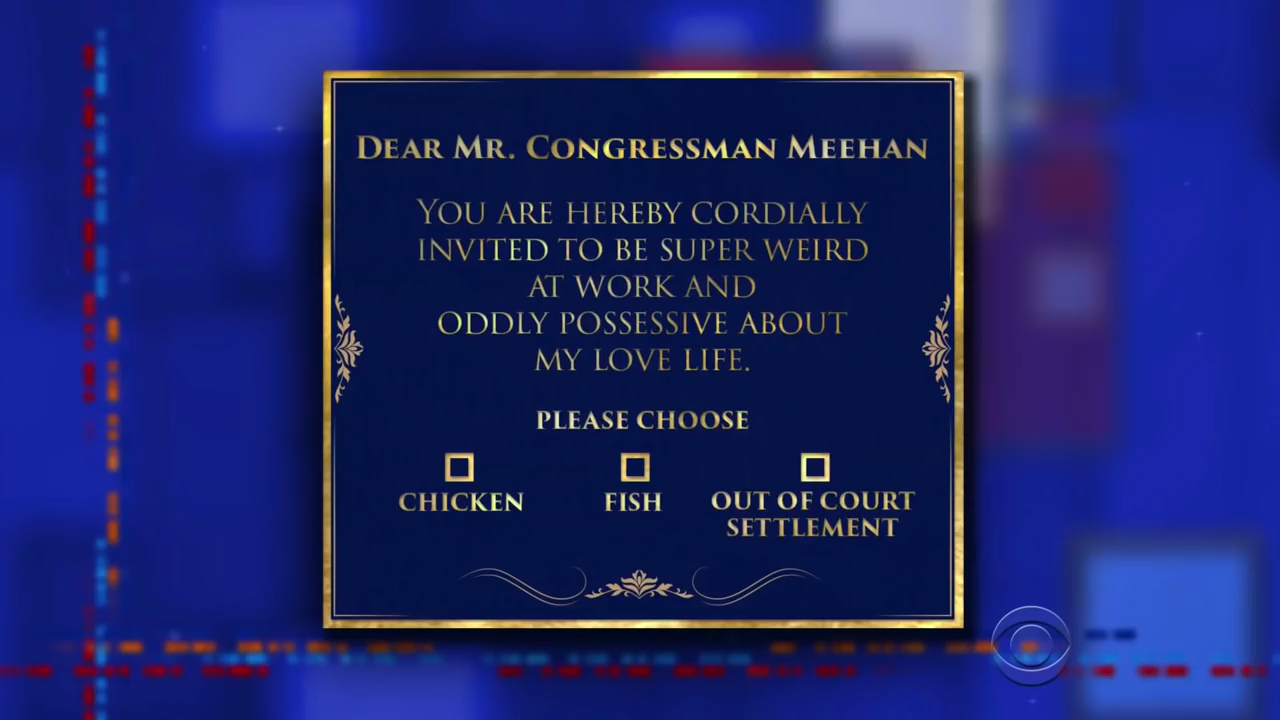 DEAR MR. CONGRESSMAN MEEHAN
YOU ARE HEREBY CORDIALLY
INVITED TO BE SUPER WEIRD
AT WORK AND
ODDLY POSSESSIVE ABOUT
MY LOVE LIFE.
PLEASE CHOOSE
CHICKEN
FISH
OUT OF COURT
SETTLEMENT